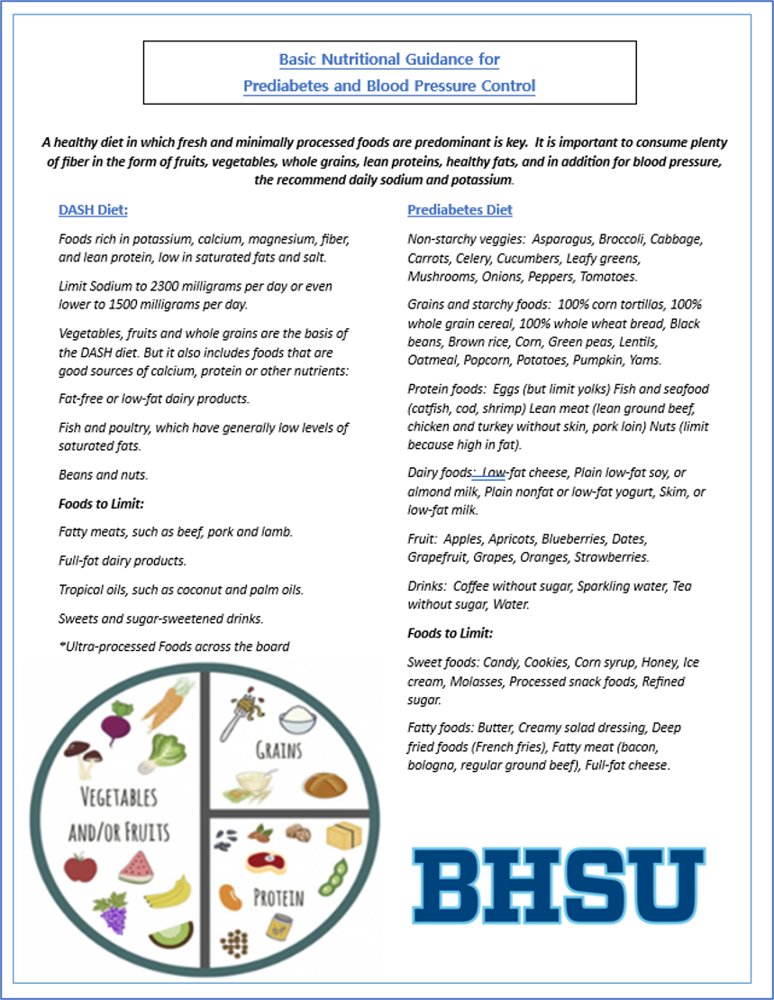 Basic Nutritional Guidance for
Prediabetes and Blood Pressure Control
A healthy diet in which fresh and minimally processed foods are predominant is key. It is important to consume plenty
of fiber in the form of fruits, vegetables, whole grains, lean proteins, healthy fats, and in addition for blood pressure,
the recommend daily sodium and potassium.
DASH Diet:
Foods rich in potassium, calcium, magnesium, fiber,
and lean protein, low in saturated fats and salt.
Limit Sodium to 2300 milligrams per day or even
lower to 1500 milligrams per day.
Vegetables, fruits and whole grains are the basis of
the DASH diet. But it also includes foods that are
good sources of calcium, protein or other nutrients:
Fat-free or low-fat dairy products.
Fish and poultry, which have generally low levels of
saturated fats.
Beans and nuts.
Foods to Limit:
Fatty meats, such as beef, pork and lamb.
Full-fat dairy products.
Tropical oils, such as coconut and palm oils.
Sweets and sugar-sweetened drinks.
*Ultra-processed Foods across the board
VEGETABLES
AND/OR FRUITS
GRAINS
PROTEIN
Prediabetes Diet
Non-starchy veggies: Asparagus, Broccoli, Cabbage,
Carrots, Celery, Cucumbers, Leafy greens,
Mushrooms, Onions, Peppers, Tomatoes.
Grains and starchy foods: 100% corn tortillas, 100%
whole grain cereal, 100% whole wheat bread, Black
beans, Brown rice, Corn, Green peas, Lentils,
Oatmeal, Popcorn, Potatoes, Pumpkin, Yams.
Protein foods: Eggs (but limit yolks) Fish and seafood
(catfish, cod, shrimp) Lean meat (lean ground beef,
chicken and turkey without skin, pork loin) Nuts (limit
because high in fat).
Dairy foods: Low-fat cheese, Plain low-fat soy, or
almond milk, Plain nonfat or low-fat yogurt, Skim, or
low-fat milk.
Fruit: Apples, Apricots, Blueberries, Dates,
Grapefruit, Grapes, Oranges, Strawberries.
Drinks: Coffee without sugar, Sparkling water, Tea
without sugar, Water.
Foods to Limit:
Sweet foods: Candy, Cookies, Corn syrup, Honey, Ice
cream, Molasses, Processed snack foods, Refined
sugar.
Fatty foods: Butter, Creamy salad dressing, Deep
fried foods (French fries), Fatty meat (bacon,
bologna, regular ground beef), Full-fat cheese.
BHSU